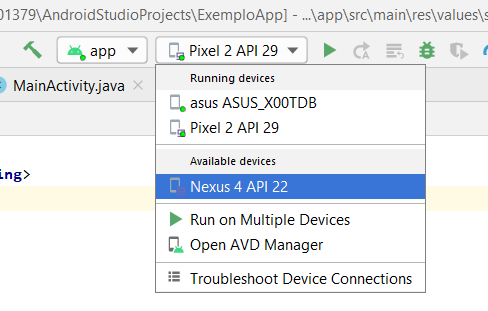 01379\AndroidStudioProjects\ExemploApp] - ...\app\src\main\res\values\s
app Pixel 2 API 29
MainActivity.java
Running devices
asus ASUS_X00TDB
Pixel 2 API 29
Available devices
ing>
Nexus 4 API 22
Run on Multiple Devices
Open AVD Manager
Troubleshoot Device Connections